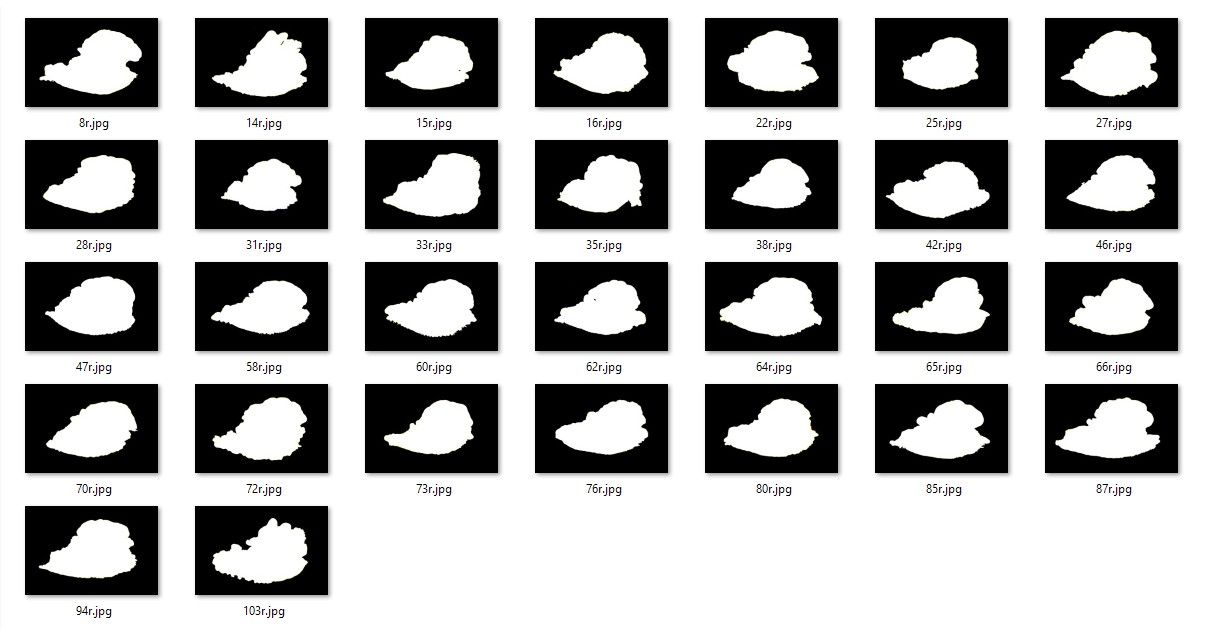 8r.jpg 14r.jpg 15r.jpg 16r.jpg 22r.jpg 25r.jpg 27r.jpg
28r.jpg 31r.jpg 33r.jpg 35r.jpg 38r.jpg 42r.jpg 46r.jpg
47r.jpg 58r.jpg 60r.jpg 62r.jpg 64r.jpg 65r.jpg 66r.jpg
70r.jpg 72r.jpg 73r.jpg 76r.jpg 80r.jpg 85r.jpg 87r.jpg
94r.jpg 103r.jpg